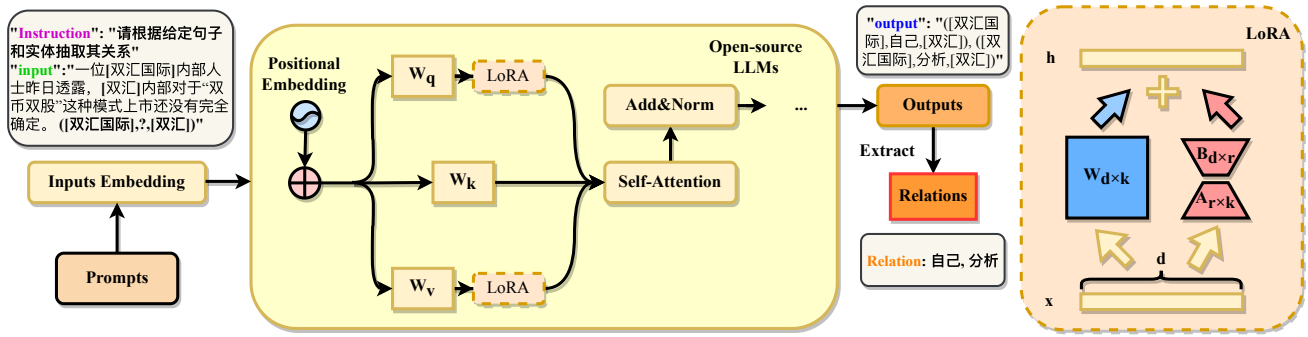 "Instruction": "请根据给定句子
和实体抽取其关系"
"input":"一位[双汇国际]内部人
士昨日透露，[双汇]内部对于“双
币双股”这种模式上市还没有完全
确定。 ([双汇国际],?,[双汇])"
Inputs Embedding
Prompts
Positional
Embedding
Wq
LoRA
Wk
Wv
LoRA
Open-source
LLMs
Add&Norm
...
Self-Attention
"output": "([双汇国
际],自己,[双汇]), ([双
汇国际],分析,[双汇])"
Outputs
Extract
Relations
Relation: 自己, 分析
LoRA
h
Wd×k
Bd×r
Ar×k
d
x